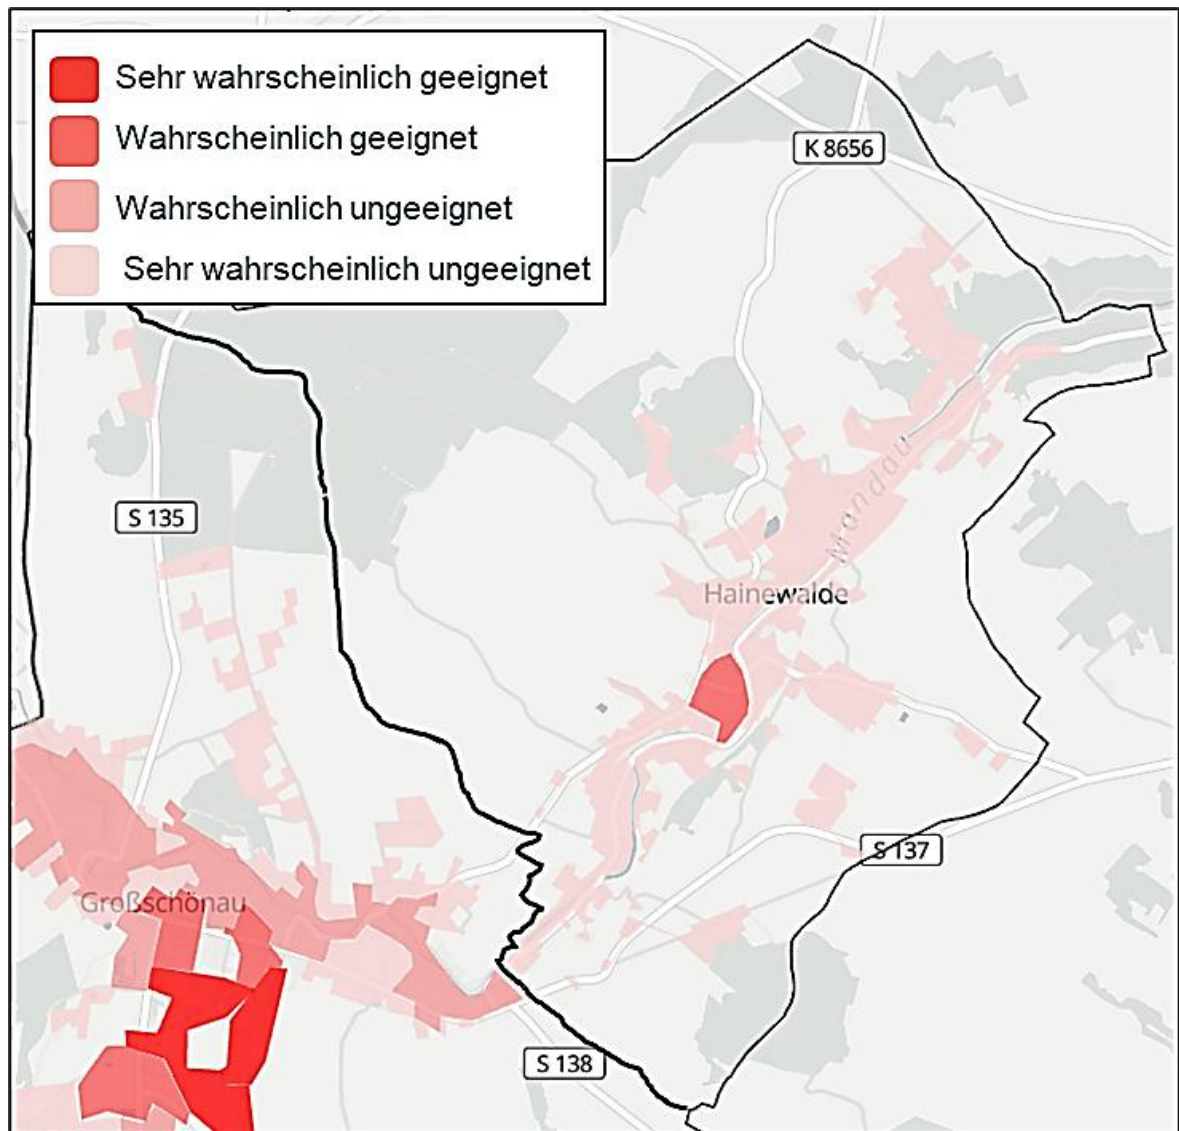 Sehr wahrscheinlich geeignet
Wahrscheinlich geeignet
Wahrscheinlich ungeeignet
Sehr wahrscheinlich ungeeignet
K 8656
S 135
Mandau
Hainewalde
S 137
Großschönau
S 138